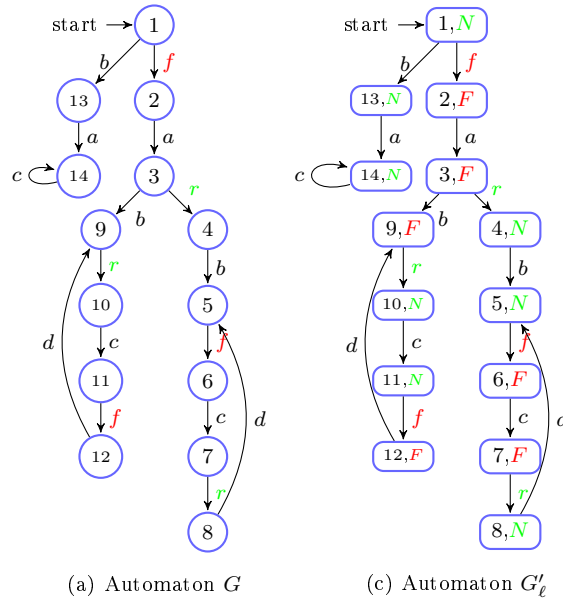 start 1 start 1,N
b f b f
13 2 13,N 2,F
a a a a
c 14 3 c 14,N 3,F
b r b r
9 4 9,F 4,N
r b r b
10 5 10,N 5,N
d c f d c f
11 6 11,N 6,F
f c d f c d
12 7 12,F 7,F
r r
8 8,N
(a) Automaton G (c) Automaton G′ℓ